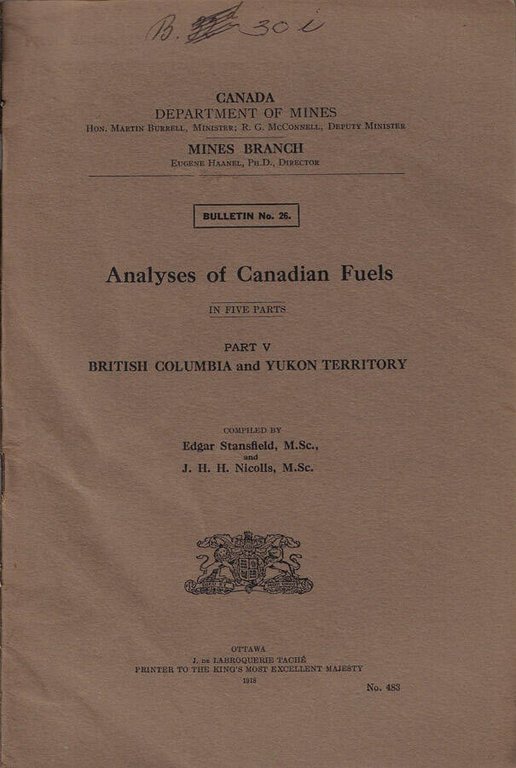 B. 30 i
CANADA
DEPARTMENT OF MINES
HON. MARTIN BURRELL, MINISTER; R. G. MCCONNELL, DEPUTY MINISTER
MINES BRANCH
EUGENE HAANEL, PH.D., DIRECTOR
BULLETIN No. 26.
Analyses of Canadian Fuels
IN FIVE PARTS
PART V
BRITISH COLUMBIA and YUKON TERRITORY
COMPILED BY
Edgar Stansfield, M.Sc.,
and
J. H. H. Nicolls, M.Sc.
OTTAWA
J. DE LABROQUERIE TACHÉ
PRINTER TO THE KING'S MOST EXCELLENT MAJESTY
1918
No. 483